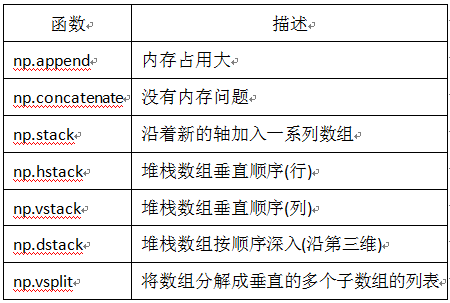 函数 描述
np.append 内存占用大
np.concatenate 没有内存问题
np.stack 沿着新的轴加入一系列数组
np.hstack 堆栈数组垂直顺序(行)
np.vstack 堆栈数组垂直顺序(列)
np.dstack 堆栈数组按顺序深入(沿第三维)
np.vsplit 将数组分解成垂直的多个子数组的列表